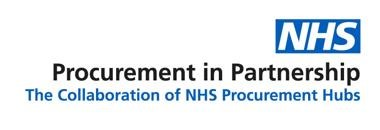 NHS
Procurement in Partnership
The Collaboration of NHS Procurement Hubs